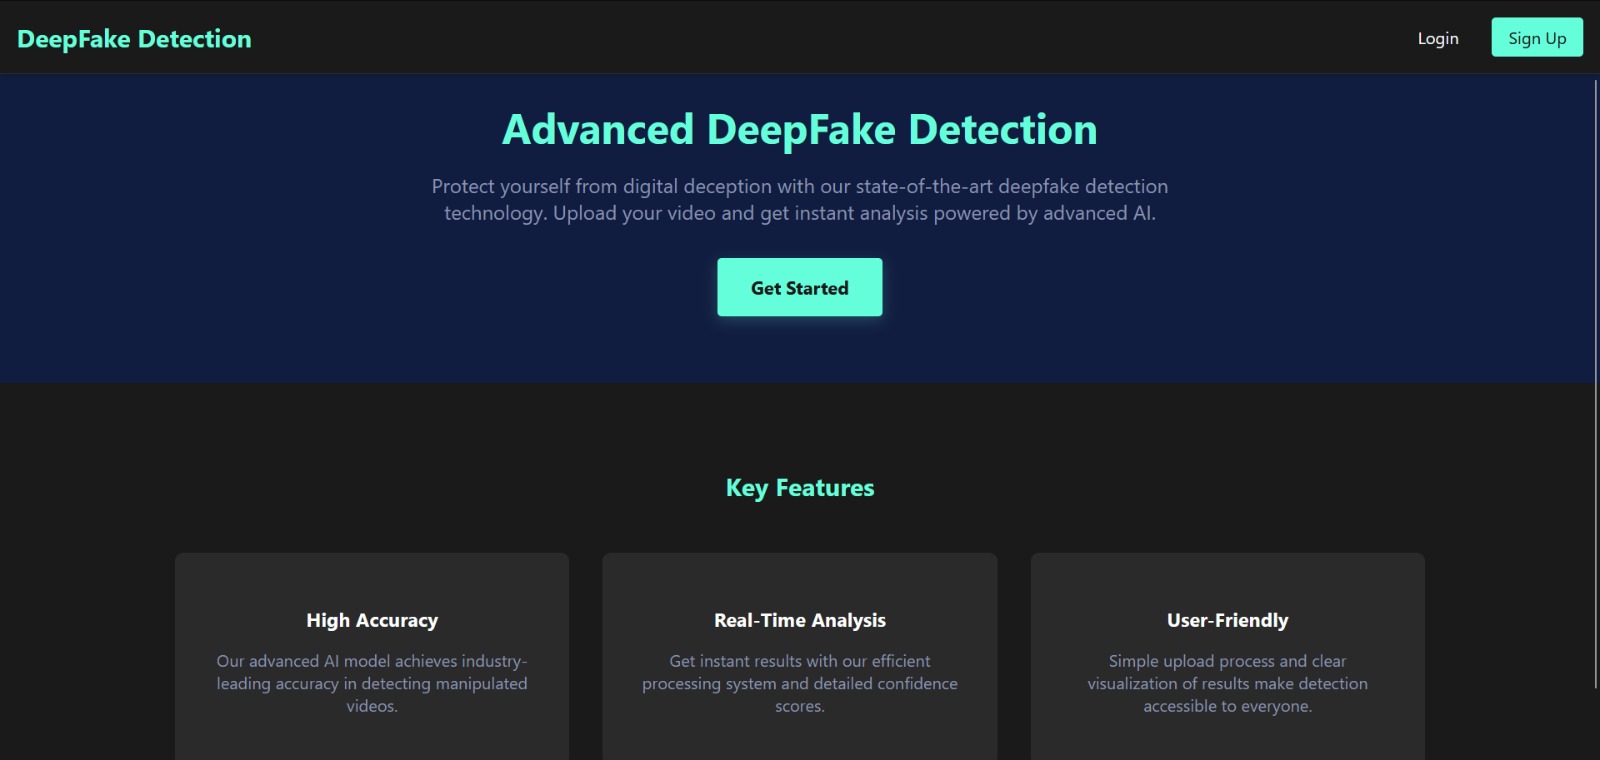 DeepFake Detection
Login
Sign Up
Advanced DeepFake Detection
Protect yourself from digital deception with our state-of-the-art deepfake detection
technology. Upload your video and get instant analysis powered by advanced AI.
Get Started
Key Features
High Accuracy
Our advanced AI model achieves industry-
leading accuracy in detecting manipulated
videos.
Real-Time Analysis
Get instant results with our efficient
processing system and detailed confidence
scores.
User-Friendly
Simple upload process and clear
visualization of results make detection
accessible to everyone.